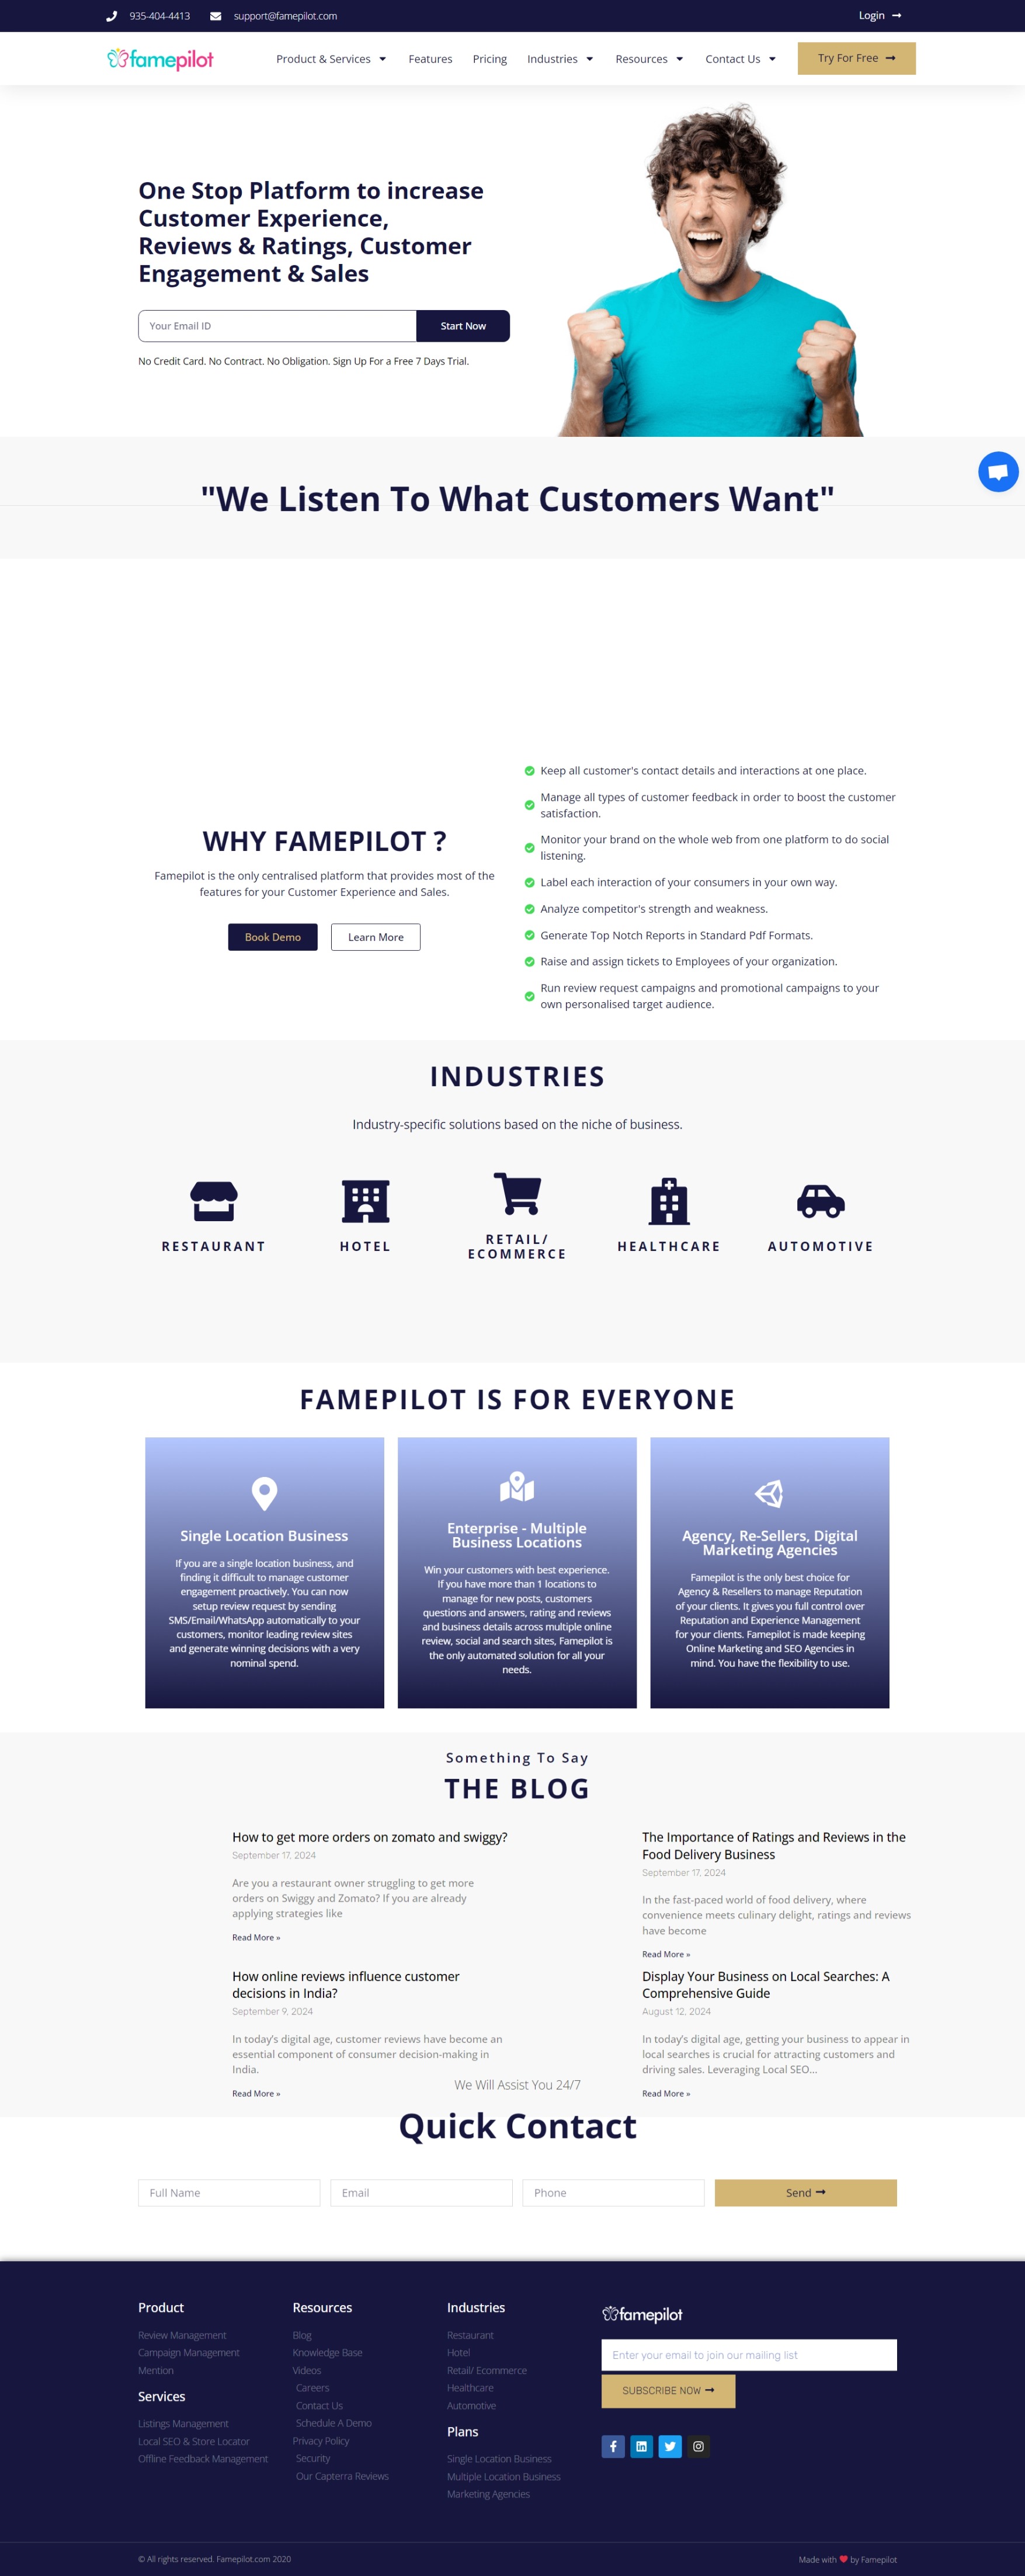 935-404-4413
support@famepilot.com
Login
famepilot
Product & Services
Features
Pricing
Industries
Resources
Contact Us
Try For Free
One Stop Platform to increase
Customer Experience,
Reviews & Ratings, Customer
Engagement & Sales
Your Email ID
Start Now
No Credit Card. No Contract. No Obligation. Sign Up For a Free 7 Days Trial.
"We Listen To What Customers Want"
WHY FAMEPILOT ?
Famepilot is the only centralised platform that provides most of the
features for your Customer Experience and Sales.
Book Demo
Learn More
Keep all customer's contact details and interactions at one place.
Manage all types of customer feedback in order to boost the customer
satisfaction.
Monitor your brand on the whole web from one platform to do social
listening.
Label each interaction of your consumers in your own way.
Analyze competitor's strength and weakness.
Generate Top Notch Reports in Standard Pdf Formats.
Raise and assign tickets to Employees of your organization.
Run review request campaigns and promotional campaigns to your
own personalised target audience.
INDUSTRIES
Industry-specific solutions based on the niche of business.
RESTAURANT
HOTEL
RETAIL/
ECOMMERCE
HEALTHCARE
AUTOMOTIVE
FAMEPILOT IS FOR EVERYONE
Single Location Business
If you are a single location business, and
finding it difficult to manage customer
engagement proactively. You can now
setup review request by sending
SMS/Email/WhatsApp automatically to your
customers, monitor leading review sites
and generate winning decisions with a very
nominal spend.
Enterprise - Multiple
Business Locations
Win your customers with best experience.
If you have more than 1 locations to
manage for new posts, customers
questions and answers, rating and reviews
and business details across multiple online
review, social and search sites, Famepilot is
the only automated solution for all your
needs.
Agency, Re-Sellers, Digital
Marketing Agencies
Famepilot is the only best choice for
Agency & Resellers to manage Reputation
of your clients. It gives you full control over
Reputation and Experience Management
for your clients. Famepilot is made keeping
Online Marketing and SEO Agencies in
mind. You have the flexibility to use.
Something To Say
THE BLOG
How to get more orders on zomato and swiggy?
September 17, 2024
Are you a restaurant owner struggling to get more
orders on Swiggy and Zomato? If you are already
applying strategies like
Read More »
The Importance of Ratings and Reviews in the
Food Delivery Business
September 17, 2024
In the fast-paced world of food delivery, where
convenience meets culinary delight, ratings and reviews
have become
Read More »
How online reviews influence customer
decisions in India?
September 9, 2024
In today's digital age, customer reviews have become an
essential component of consumer decision-making in
India.
Read More »
Display Your Business on Local Searches: A
Comprehensive Guide
August 12, 2024
In today's digital age, getting your business to appear in
local searches is crucial for attracting customers and
driving sales. Leveraging Local SEO...
Read More »
We Will Assist You 24/7
Quick Contact
Full Name
Email
Phone
Send
Product
Review Management
Campaign Management
Mention
Services
Listings Management
Local SEO & Store Locator
Offline Feedback Management
Resources
Blog
Knowledge Base
Videos
Careers
Contact Us
Schedule A Demo
Privacy Policy
Security
Our Capterra Reviews
Industries
Restaurant
Hotel
Retail/ Ecommerce
Healthcare
Automotive
Plans
Single Location Business
Multiple Location Business
Marketing Agencies
famepilot
Enter your email to join our mailing list
SUBSCRIBE NOW
© All rights reserved. Famepilot.com 2020
Made with ❤ by Famepilot